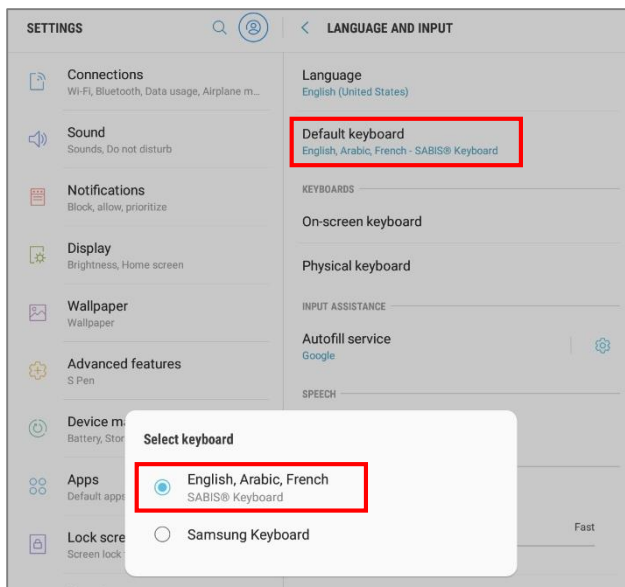 SETTINGS
Connections
Wi-Fi, Bluetooth, Data usage, Airplane m...
Sound
Sounds, Do not disturb
Notifications
Block, allow, prioritize
Display
Brightness, Home screen
Wallpaper
Wallpaper
Advanced features
S Pen
Device m
Battery, Stor
Apps
Default apps
Lock scre
Screen lock
LANGUAGE AND INPUT
Language
English (United States)
Default keyboard
English, Arabic, French - SABIS® Keyboard
KEYBOARDS
On-screen keyboard
Physical keyboard
INPUT ASSISTANCE
Autofill service
Google
SPEECH
Fast
Select keyboard
English, Arabic, French
SABIS® Keyboard
Samsung Keyboard